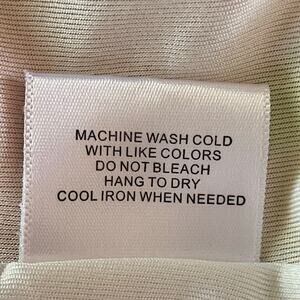 MACHINE WASH COLD
WITH LIKE COLORS
DO NOT BLEACH
HANG TO DRY
COOL IRON WHEN NEEDED